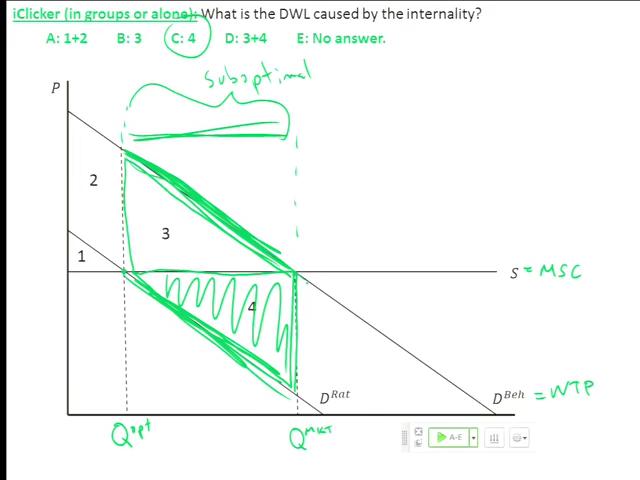 iClicker (in groups or alone): What is the DWL caused by the internality?
A: 1+2 B: 3 C: 4 D: 3+4 E: No answer.
suboptimal
P
2
3
1
S = MSC
4
D^Rat
D^Beh = WTP
Q^opt
Q^MKT
A-E